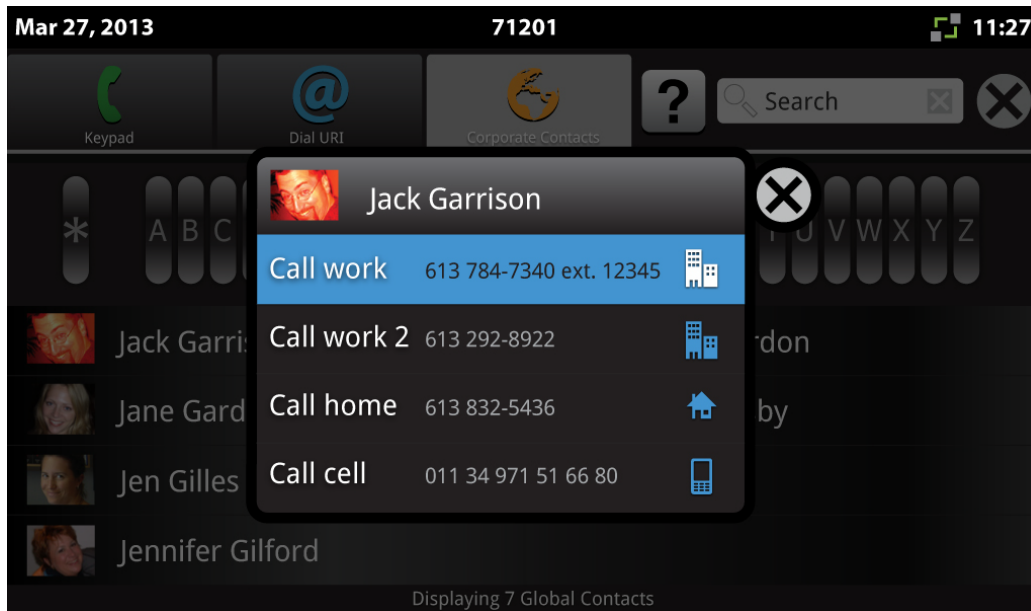 Mar 27, 2013 71201 11:27
? Search
Keypad Dial URI Corporate Contacts
Jack Garrison
* A B C U V W X Y Z
Call work 613 784-7340 ext. 12345
Call work 2 613 292-8922
Jack Garris rdon
Call home 613 832-5436
Jane Gard by
Call cell 011 34 971 51 66 80
Jen Gilles
Jennifer Gilford
Displaying 7 Global Contacts